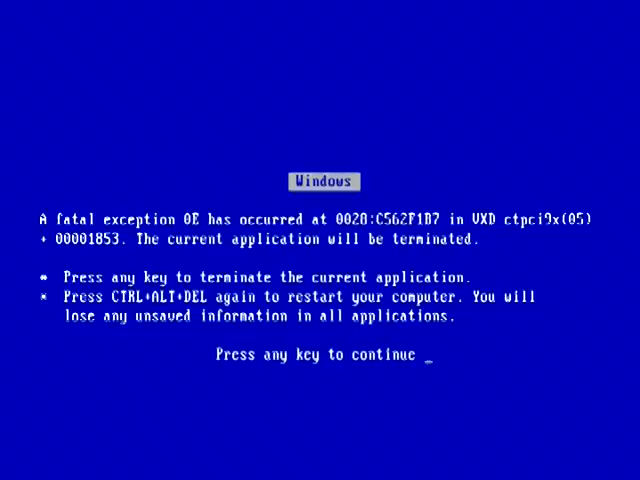 Windows
A fatal exception 0E has occurred at 0028:C562F1B7 in VXD ctpci9x(05)
+ 00001853. The current application will be terminated.
* Press any key to terminate the current application.
* Press CTRL+ALT+DEL again to restart your computer. You will
lose any unsaved information in all applications.
Press any key to continue _